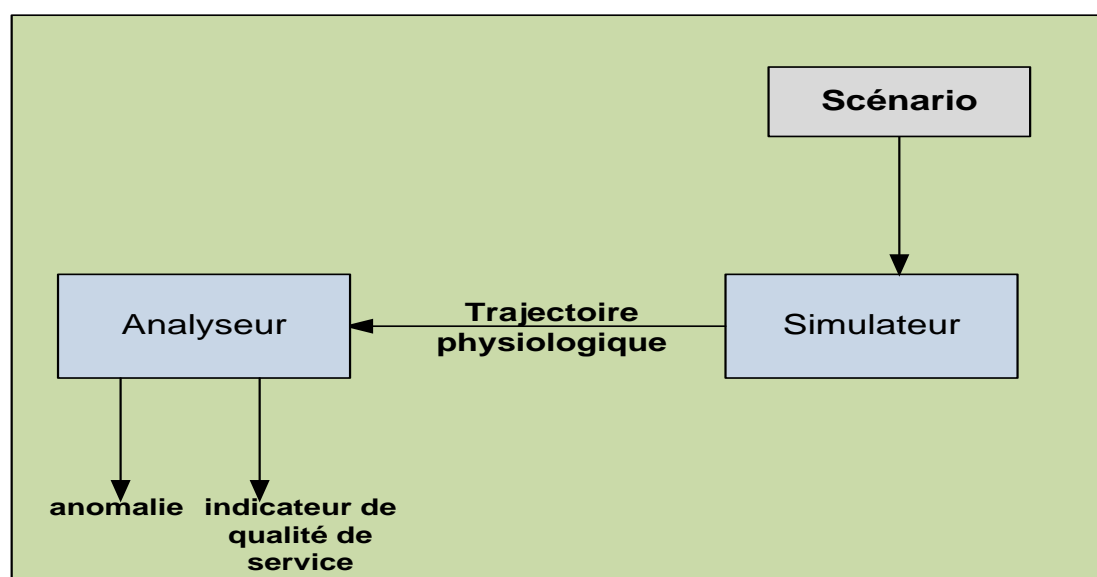 Scénario
Analyseur
Trajectoire
physiologique
Simulateur
anomalie
indicateur de
qualité de
service